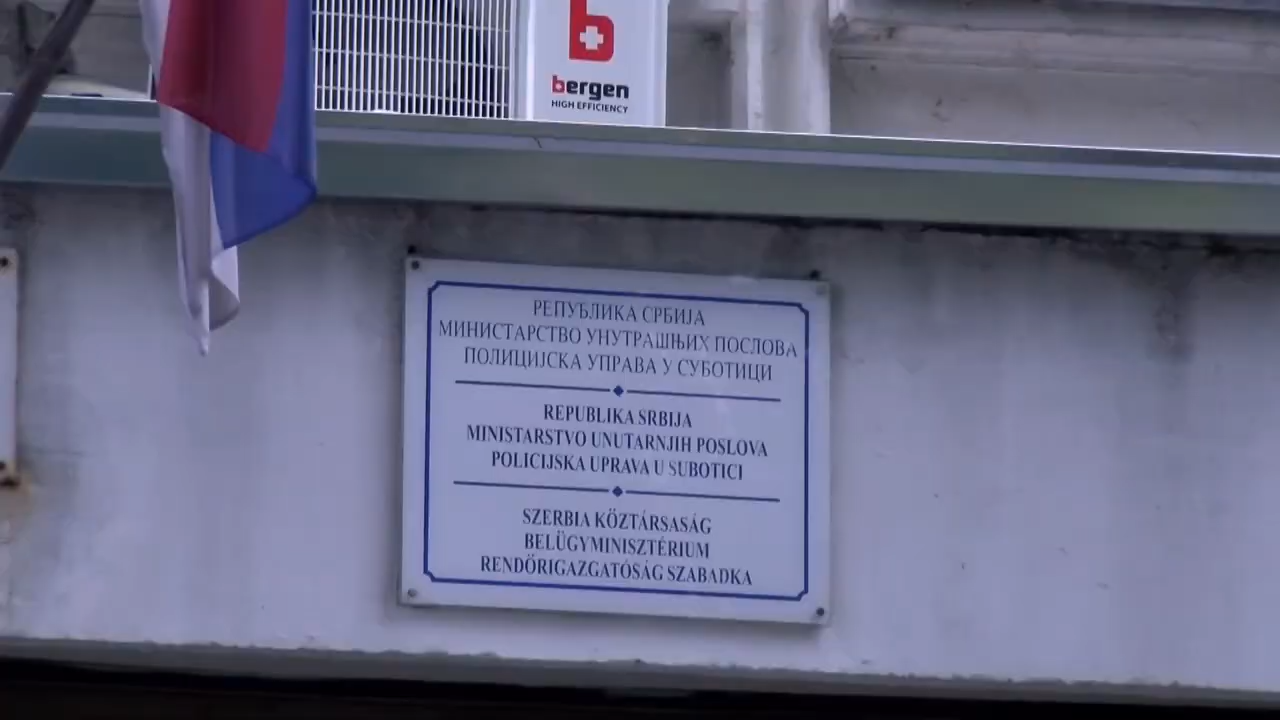 bergen
HIGH EFFICIENCY
РЕПУБЛИКА СРБИЈА
МИНИСТАРСТВО УНУТРАШЊИХ ПОСЛОВА
ПОЛИЦИЈСКА УПРАВА У СУБОТИЦИ
REPUBLIKA SRBIJA
MINISTARSTVO UNUTARNJIH POSLOVA
POLICIJSKA UPRAVA U SUBOTICI
SZERBIA KÖZTÁRSASÁG
BELÜGYMINISZTÉRIUM
RENDŐRIGAZGATÓSÁG SZABADKA